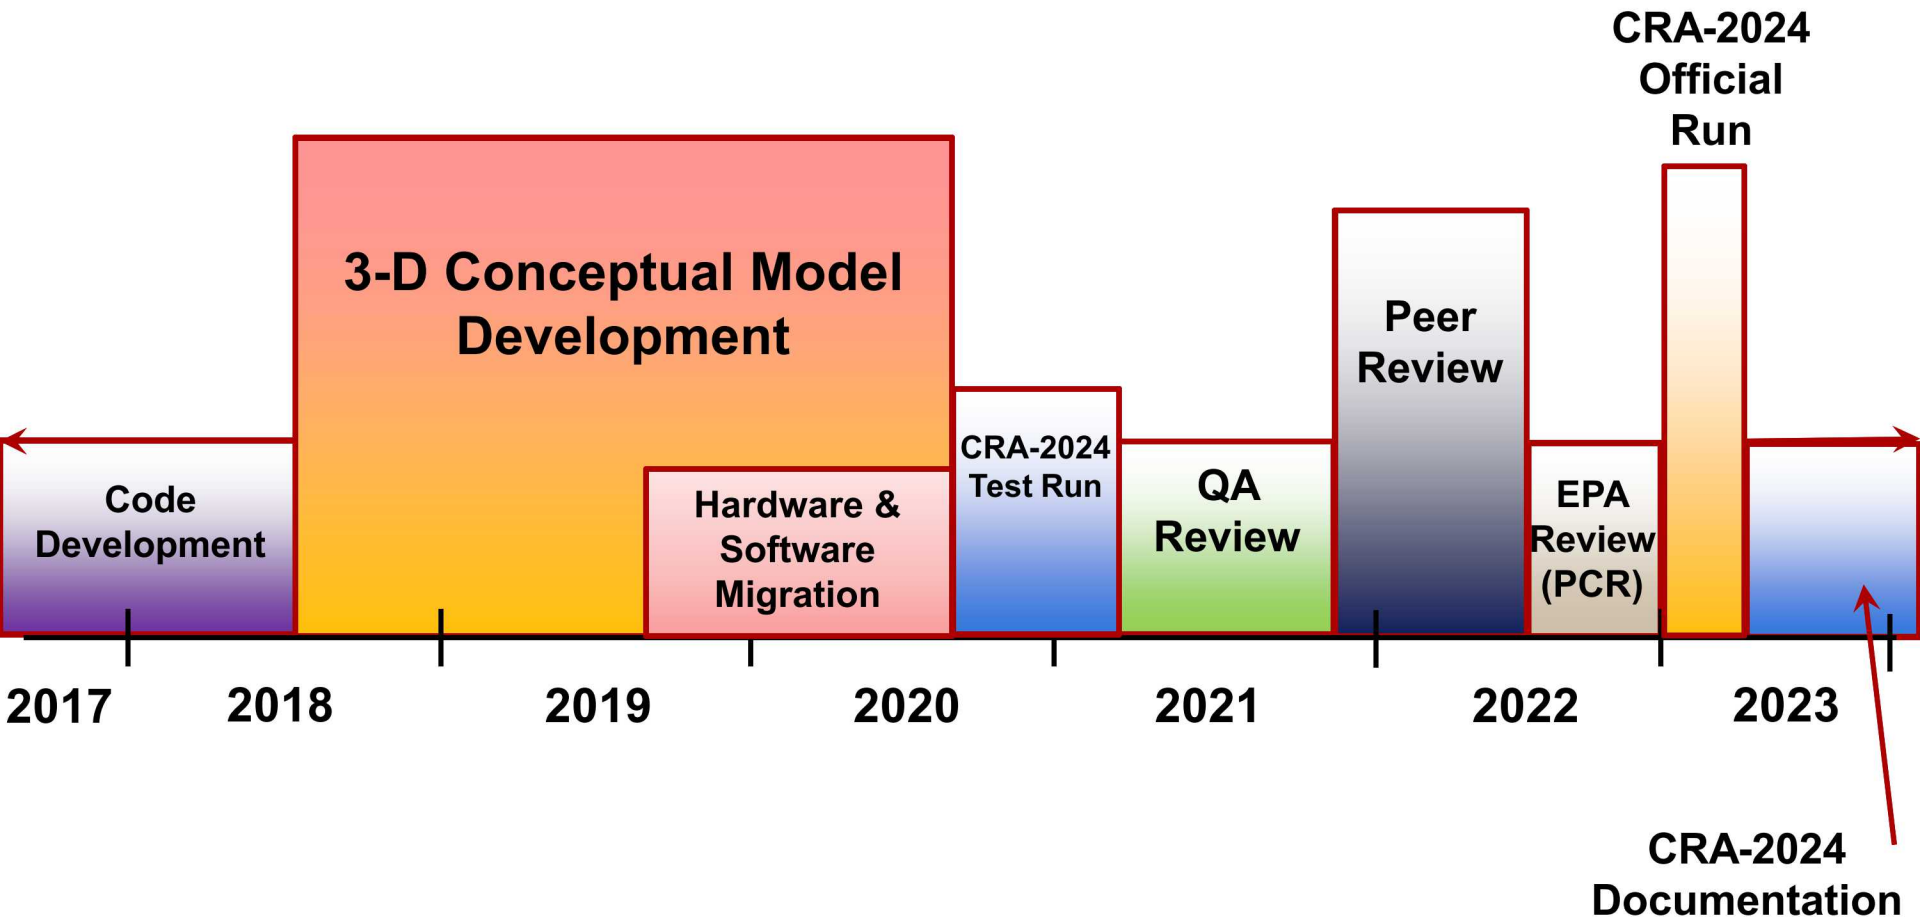 CRA-2024
Official
Run
3-D Conceptual Model
Development
Peer
Review
Code
Development
Hardware &
Software
Migration
CRA-2024
Test Run
QA
Review
EPA
Review
(PCR)
2017
2018
2019
2020
2021
2022
2023
CRA-2024
Documentation